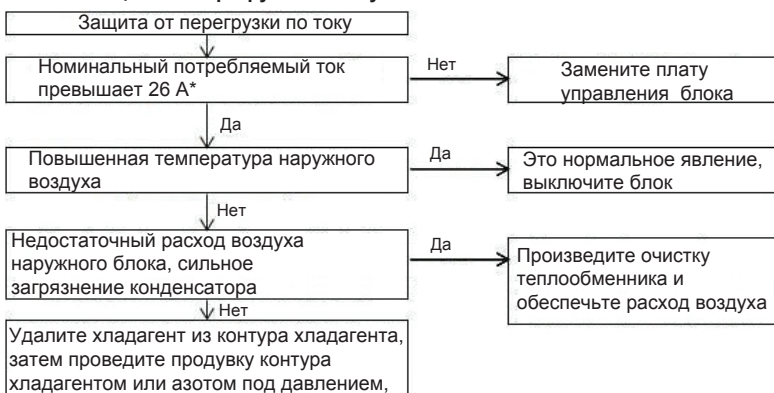 Защита от перегрузки по току
Номинальный потребляемый ток
превышает 26 А*
Нет
Замените плату
управления блока
Да
Повышенная температура наружного
воздуха
Да
Это нормальное явление,
выключите блок
Нет
Недостаточный расход воздуха
наружного блока, сильное
загрязнение конденсатора
Да
Произведите очистку
теплообменника и
обеспечьте расход воздуха
Нет
Удалите хладагент из контура хладагента,
затем проведите продувку контура
хладагентом или азотом под давлением,